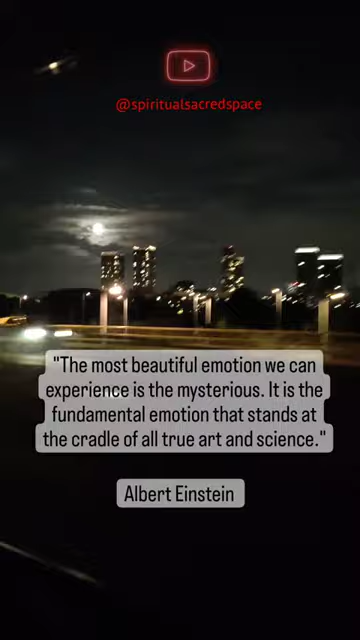 @spiritualsacredspace
"The most beautiful emotion we can
experience is the mysterious. It is the
fundamental emotion that stands at
the cradle of all true art and science."
Albert Einstein